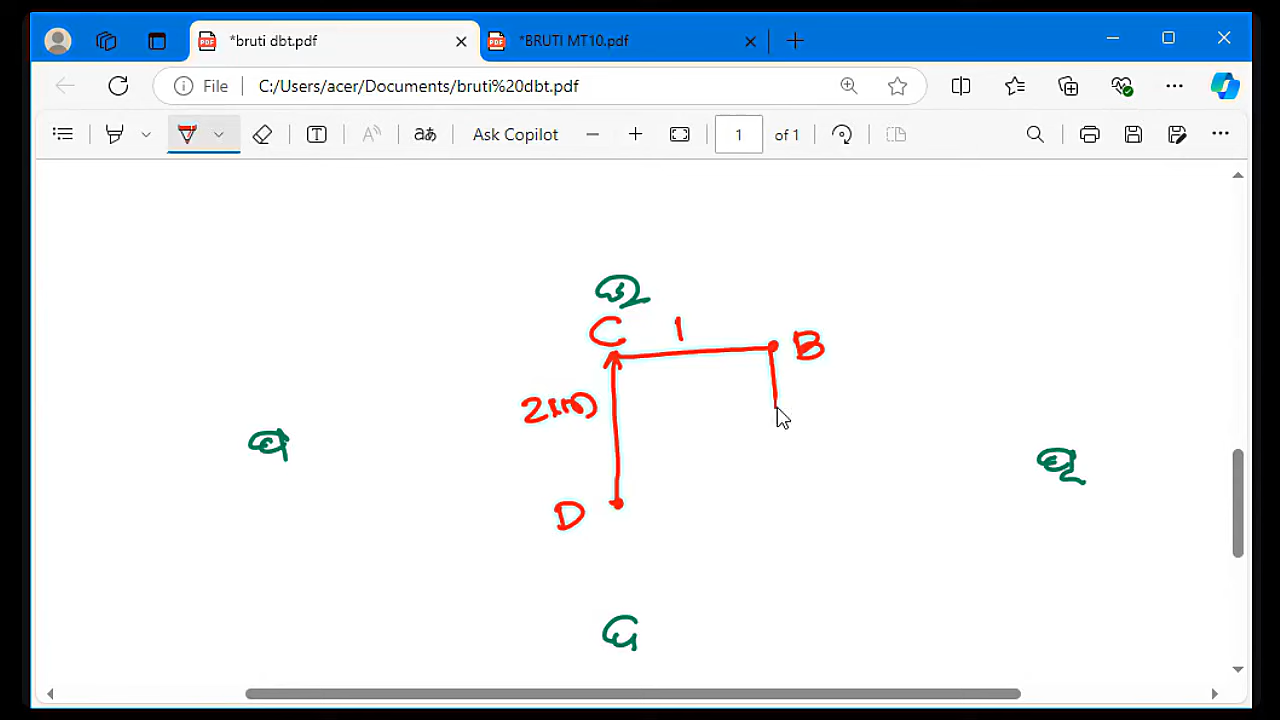 *bruti dbt.pdf
*BRUTI MT10.pdf
File
C:/Users/acer/Documents/bruti%20dbt.pdf
Ask Copilot
1
of 1
C
1
B
D